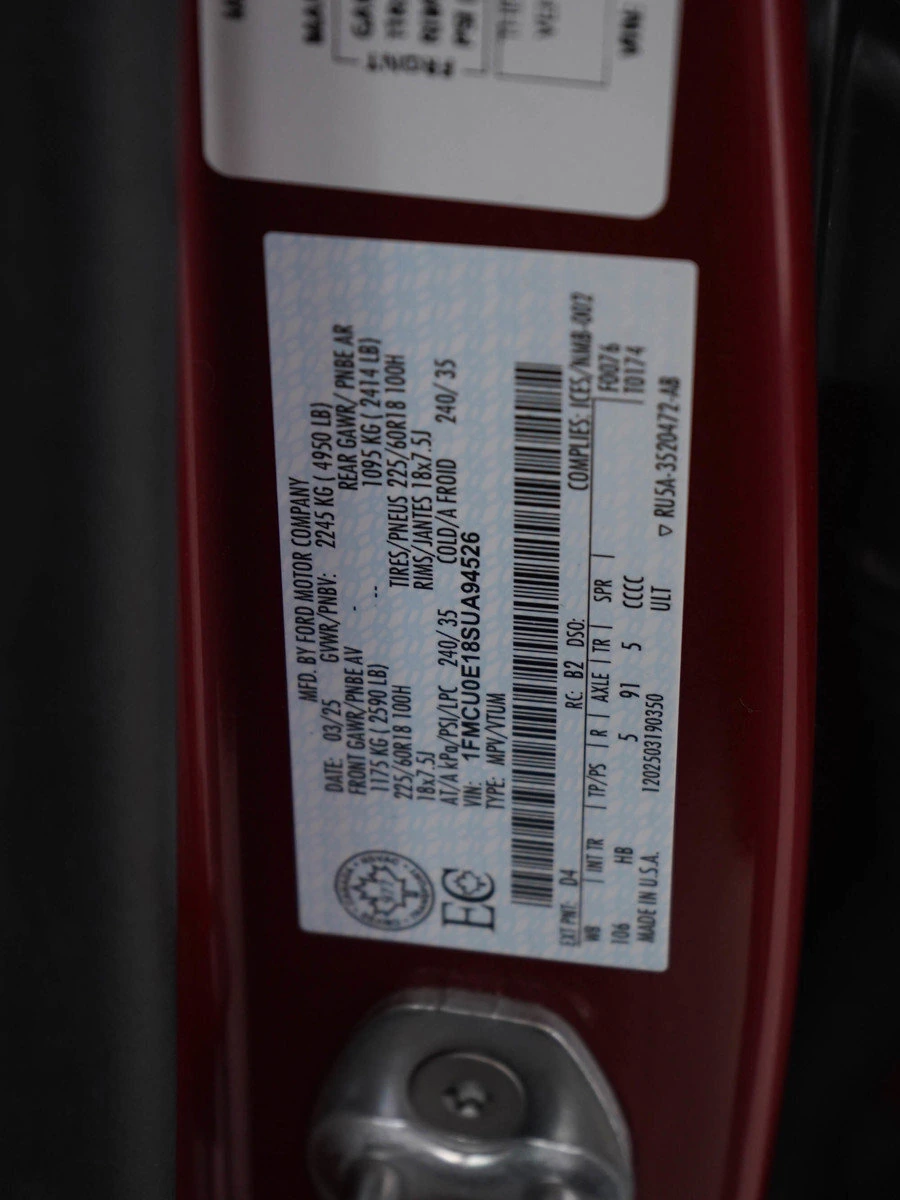 FRONT
VIN
MFD. BY FORD MOTOR COMPANY
DATE: 03/25 GVWR/PNBV: 2245 KG ( 4950 LB)
FRONT GAWR/PNBE AV - REAR GAWR/ PNBE AR
1175 KG ( 2590 LB) -- 1095 KG ( 2414 LB)
225/60R18 100H TIRES/PNEUS 225/60R18 100H
18x7.5J RIMS/JANTES 18x7.5J
AT/A kPa/PSI/LPC 240/ 35 COLD/A FROID 240/ 35
VIN: 1FMCU0E18SUA94526
TYPE: MPV/VTUM
EC
EXT PNT: D4 RC: B2 DSO: COMPLIES: ICES/NMB-002
WB INT TR TP/PS R AXLE TR SPR F0076
106 HB 5 91 5 CCCC T0174
MADE IN U.S.A. 1202503190350 ULT
▽ RU5A-3520472-AB